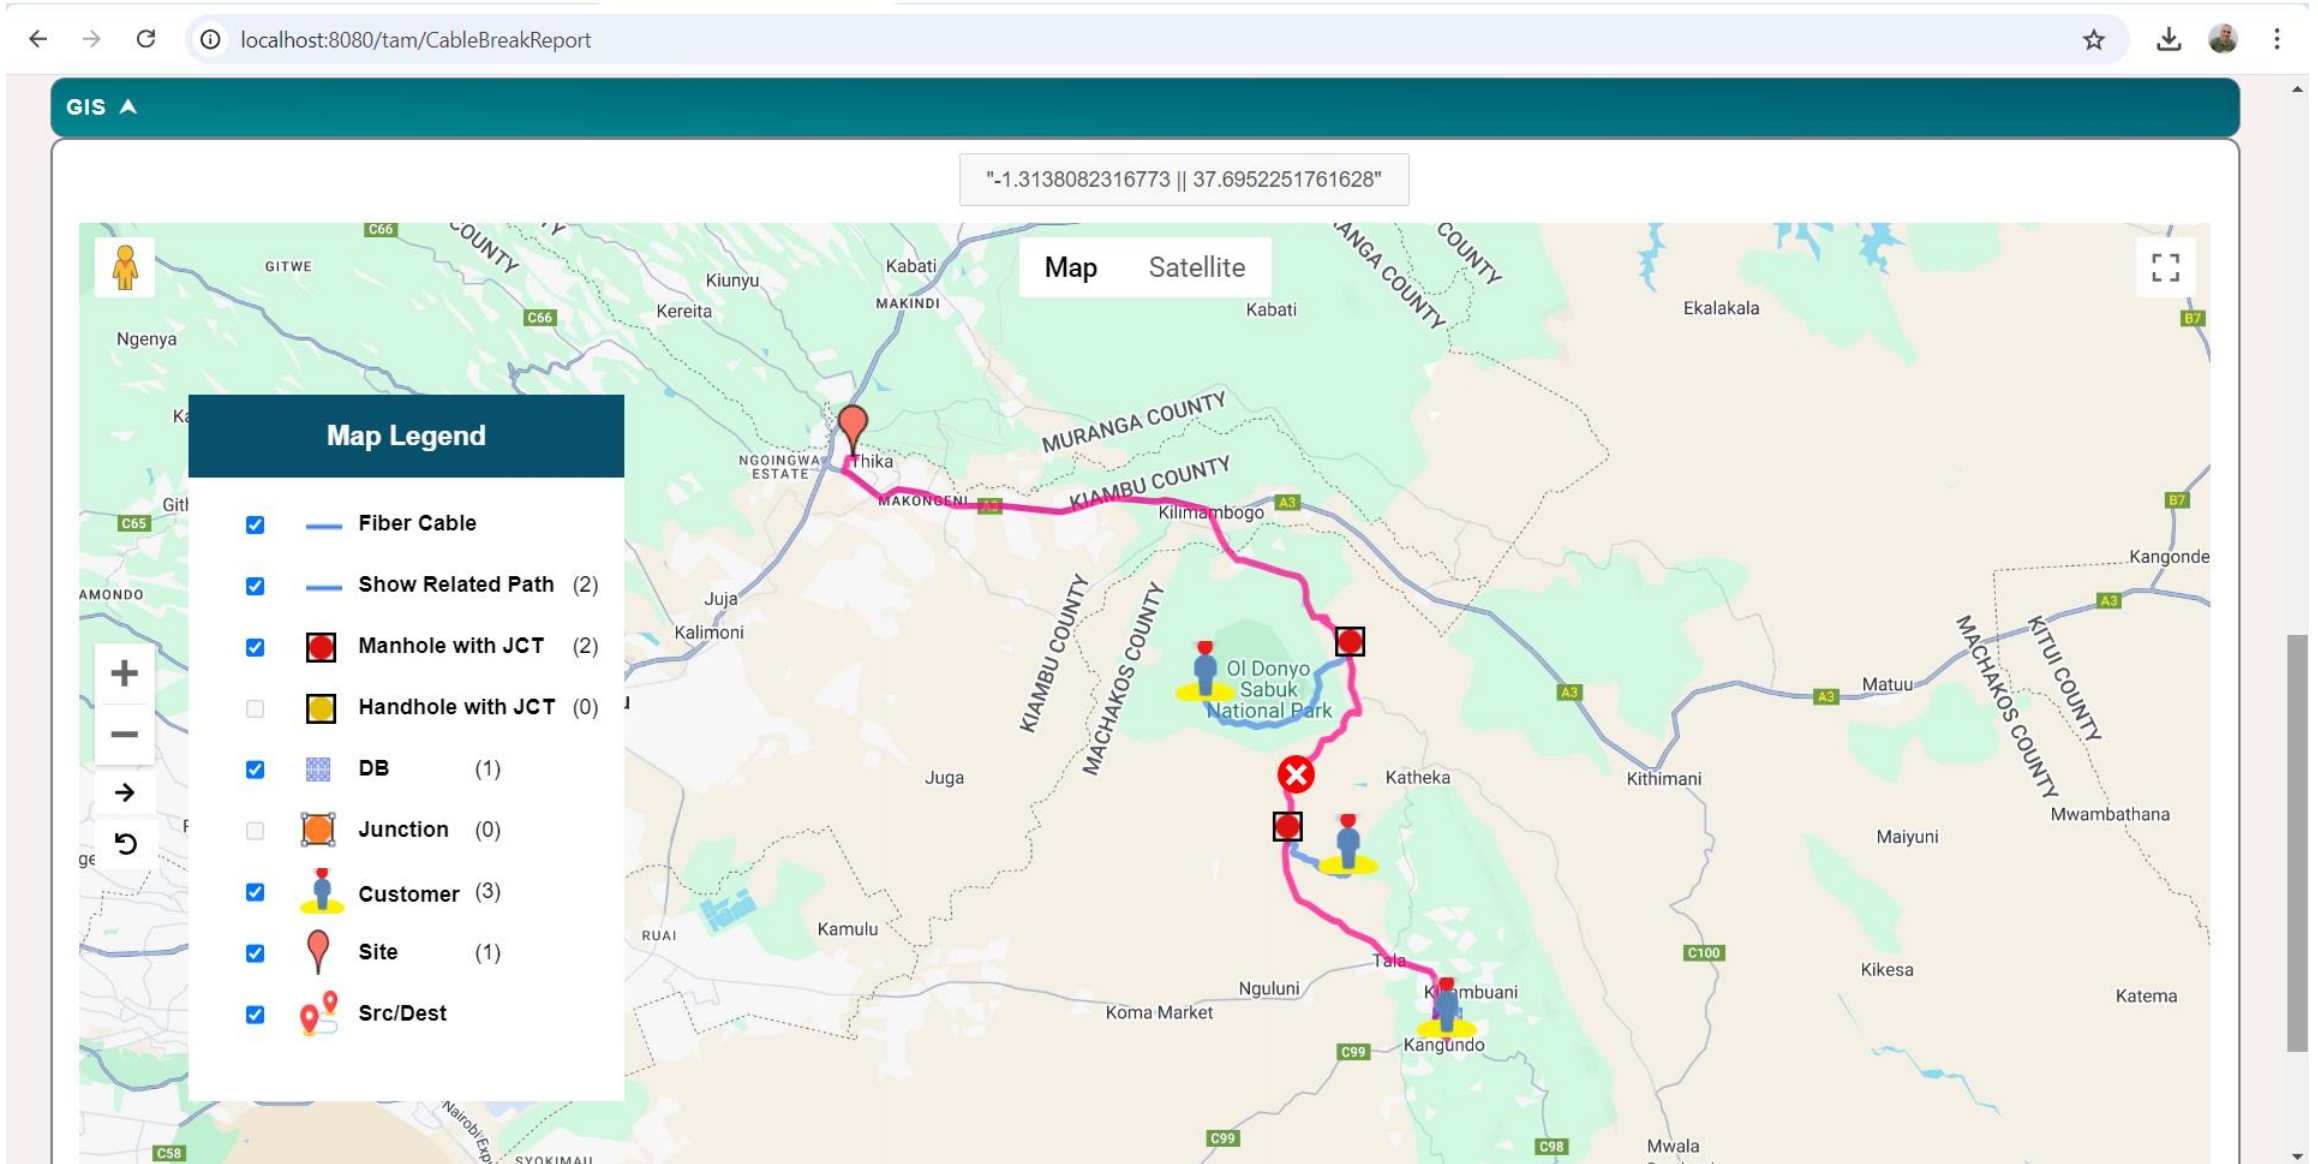 localhost:8080/tam/CableBreakReport
GIS
"-1.3138082316773 || 37.6952251761628"
Map Satellite
C66
COUNTY
COUNTY
GITWE
Kiunyu
Kabati
MAKINDI
Kereita
C66
Kabati
Ekalakala
B7
Ngenya
Map Legend
Fiber Cable
Show Related Path (2)
Manhole with JCT (2)
Handhole with JCT (0)
DB (1)
Junction (0)
Customer (3)
Site (1)
Src/Dest
MURANGA COUNTY
NGOINGWA
ESTATE
Thika
KIAMBU COUNTY
MAKONGENI
A3
Kilimambogo
A3
B7
C65
Kangonde
Juja
Kalimoni
KIAMBU COUNTY
MACHAKOS COUNTY
A3
MACHAKOS COUNTY
KITUI COUNTY
Ol Donyo
Sabuk
National Park
A3
A3
Matuu
Juga
Katheka
Kithimani
Mwambathana
Maiyuni
RUAI
Kamulu
Tala
C100
Kikesa
Nguluni
Katema
Koma Market
C99
Kangundo
C99
C98
Mwala
C58
SYOKIMAU